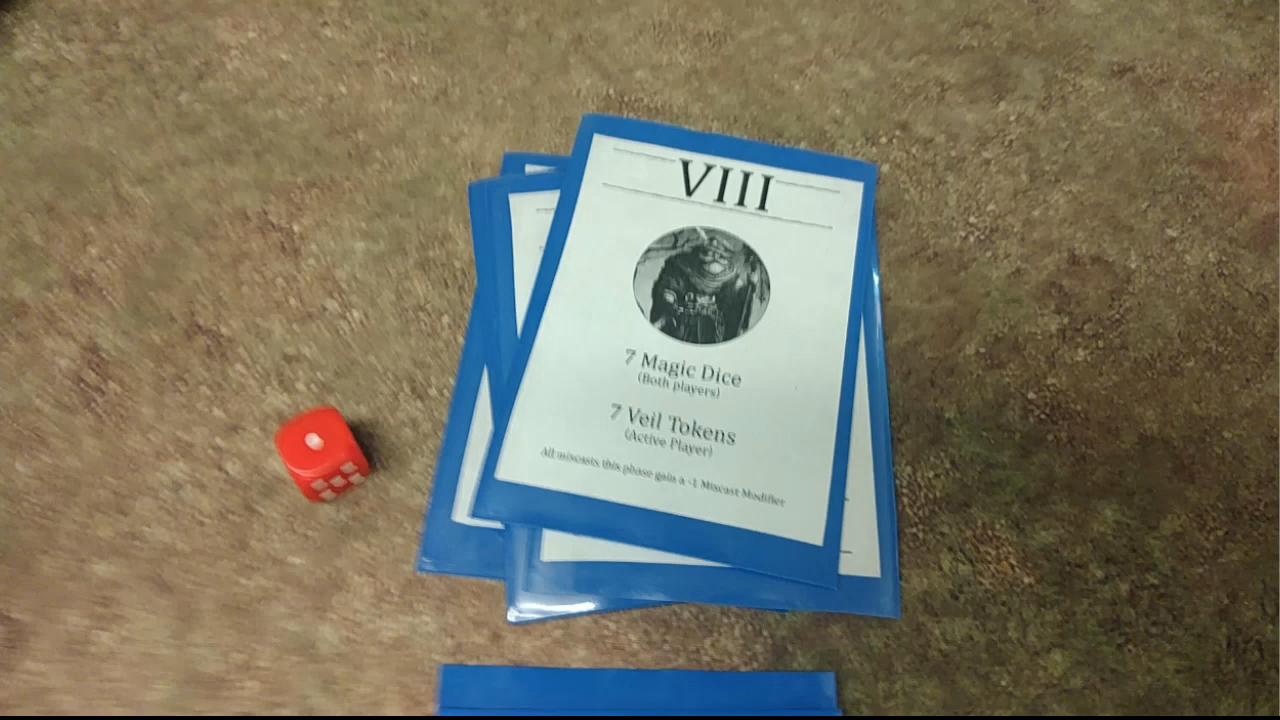 VIII
7 Magic Dice
(Both players)
7 Veil Tokens
(Active Player)
All miscasts this phase gain a -1 Miscast Modifier